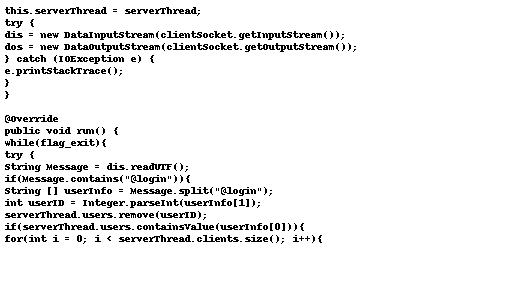 this.serverThread = serverThread;
try {
dis = new DataInputStream(clientSocket.getInputStream());
dos = new DataOutputStream(clientSocket.getOutputStream());
} catch (IOException e) {
e.printStackTrace();
}
}
@Override
public void run() {
while(flag_exit){
try {
String Message = dis.readUTF();
if(Message.contains("@login")){
String [] userInfo = Message.split("@login");
int userID = Integer.parseInt(userInfo[1]);
serverThread.users.remove(userID);
if(serverThread.users.containsValue(userInfo[0])){
for(int i = 0; i < serverThread.clients.size(); i++){